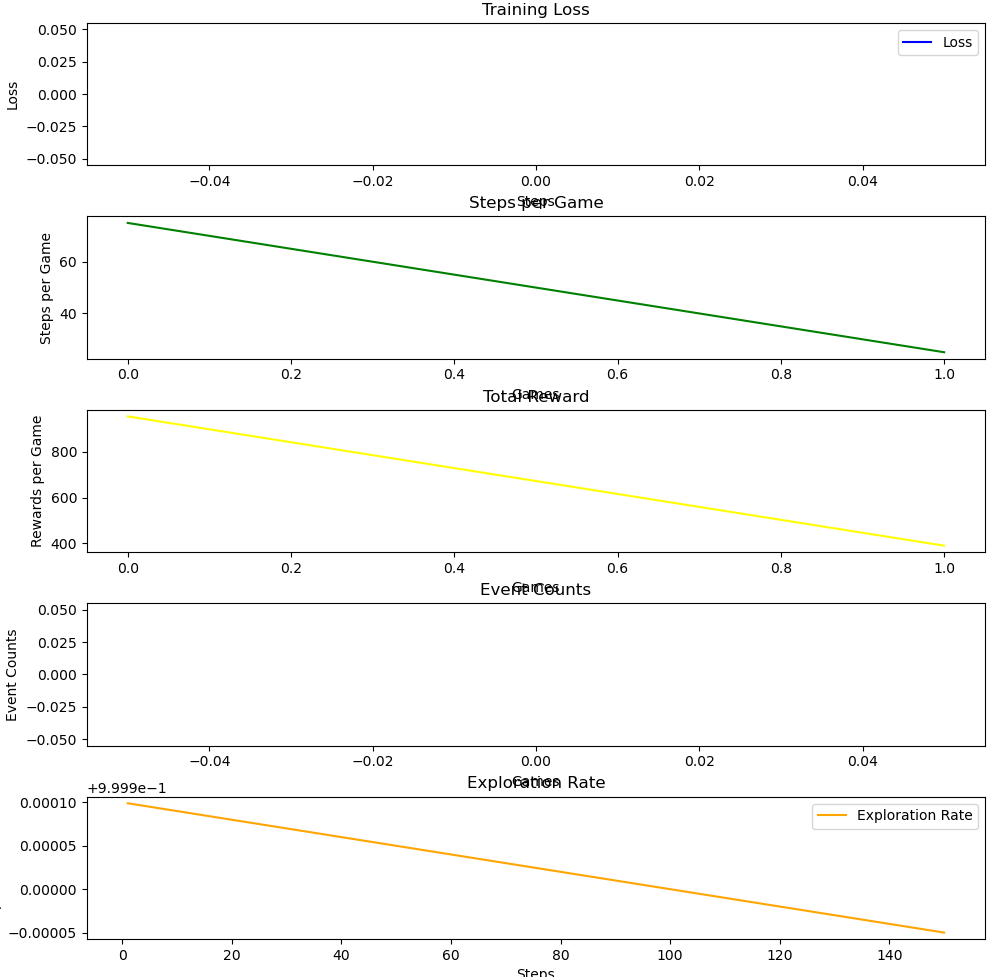 Training Loss
0.050
0.025
0.000
−0.025
−0.050
Loss
Loss
−0.04 −0.02 0.00 0.02 0.04
Steps
Steps per Game
60
40
Steps per Game
0.0 0.2 0.4 0.6 0.8 1.0
Games
Total Reward
800
600
400
Rewards per Game
0.0 0.2 0.4 0.6 0.8 1.0
Games
Event Counts
0.050
0.025
0.000
−0.025
−0.050
Event Counts
−0.04 −0.02 0.00 0.02 0.04
Games
Exploration Rate
+9.999e−1
0.00010
0.00005
0.00000
−0.00005
Exploration Rate
0 20 40 60 80 100 120 140
Steps